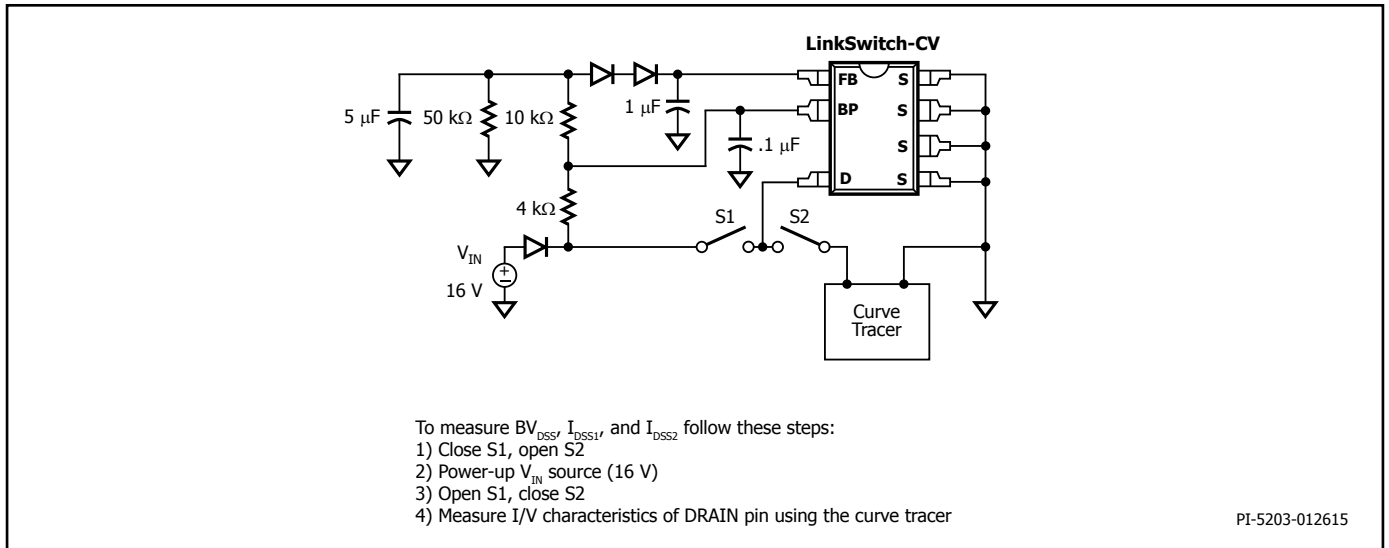 LinkSwitch-CV
FB S
BP S
S
D S
5 μF
50 kΩ
10 kΩ
1 μF
.1 μF
4 kΩ
S1
S2
V_IN
16 V
+
Curve
Tracer
To measure BV_DSS, I_DSS1, and I_DSS2 follow these steps:
1) Close S1, open S2
2) Power-up V_IN source (16 V)
3) Open S1, close S2
4) Measure I/V characteristics of DRAIN pin using the curve tracer
PI-5203-012615